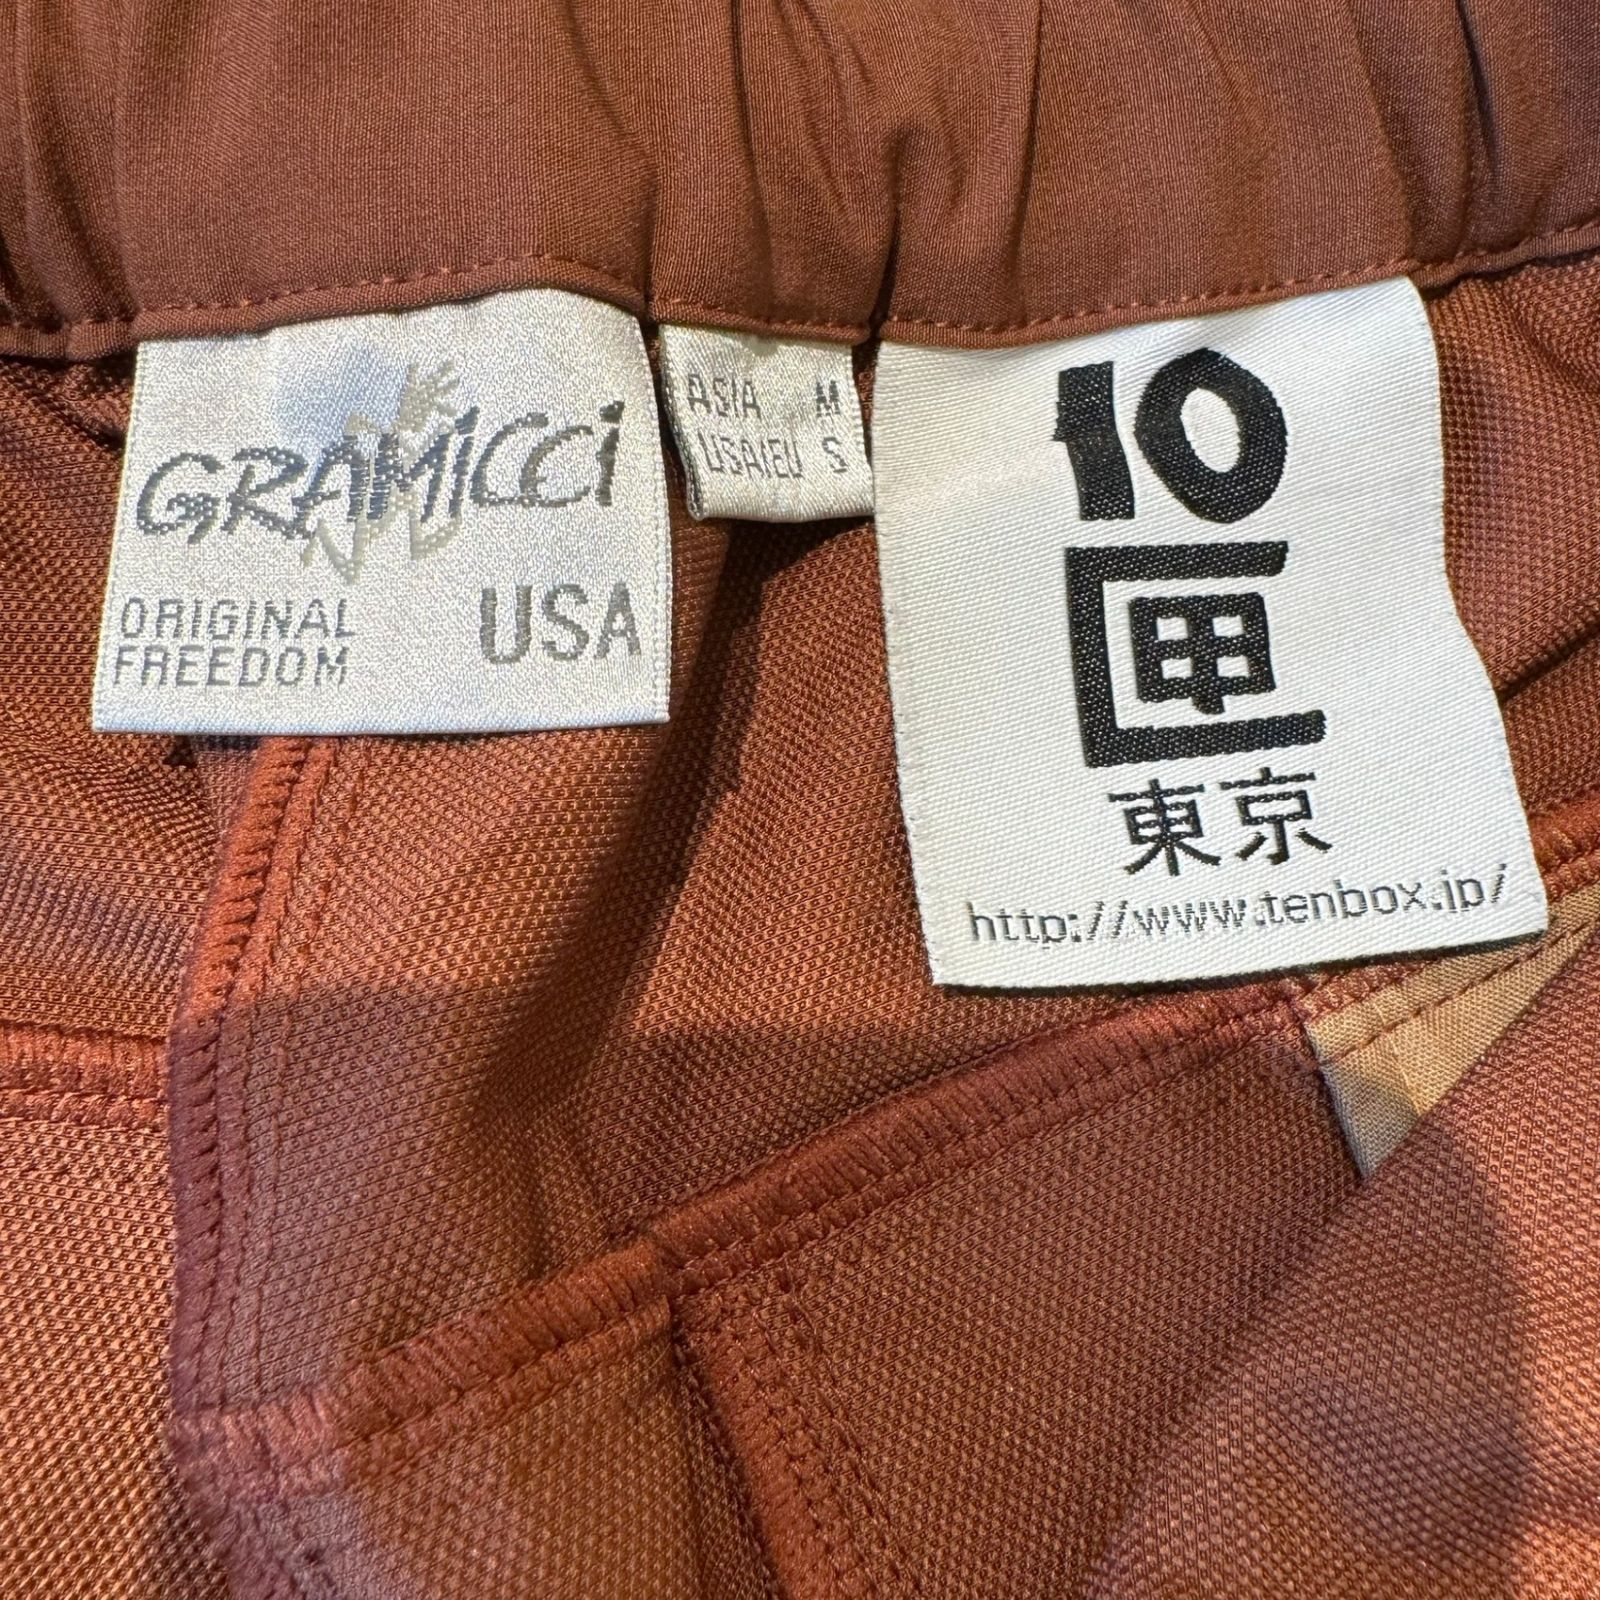 GRAMICCI
ORIGINAL
FREEDOM
USA
ASIA M
USA/EU S
10
匣
東京
http://www.tenbox.jp/